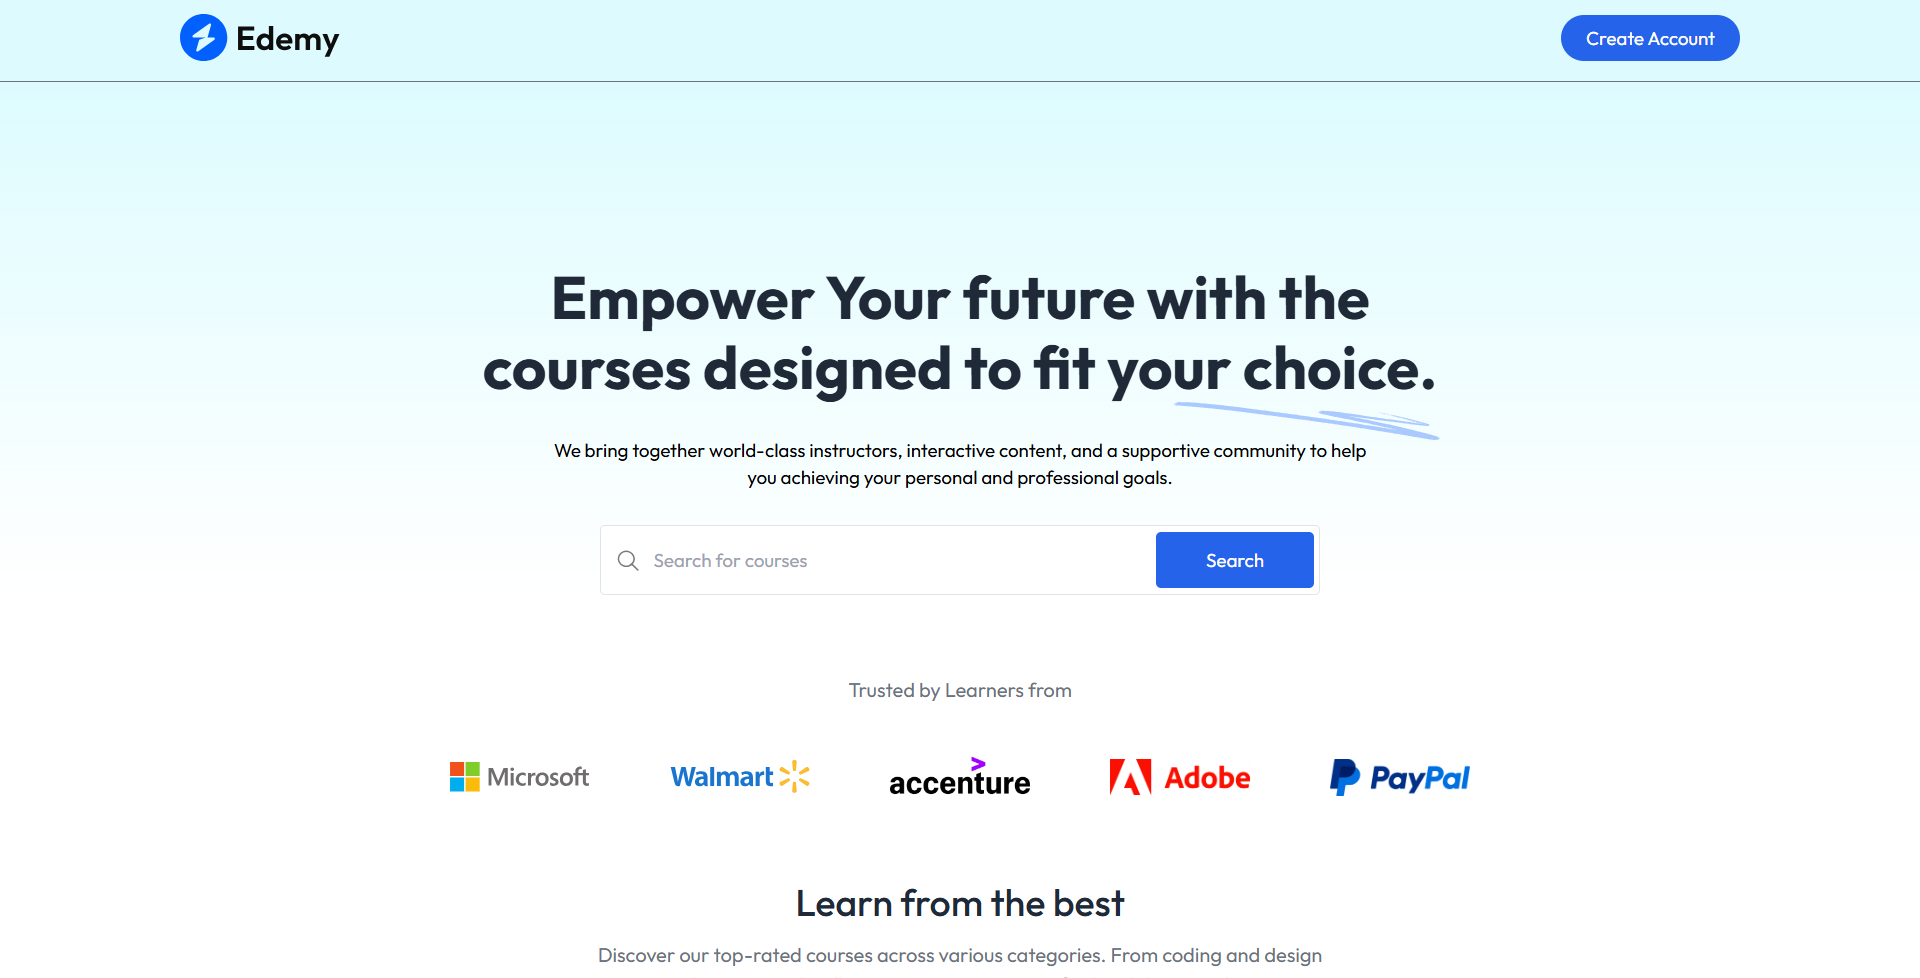 Edemy
Create Account
Empower Your future with the
courses designed to fit your choice.
We bring together world-class instructors, interactive content, and a supportive community to help
you achieving your personal and professional goals.
Search for courses
Search
Trusted by Learners from
Microsoft
Walmart
accenture
Adobe
PayPal
Learn from the best
Discover our top-rated courses across various categories. From coding and design